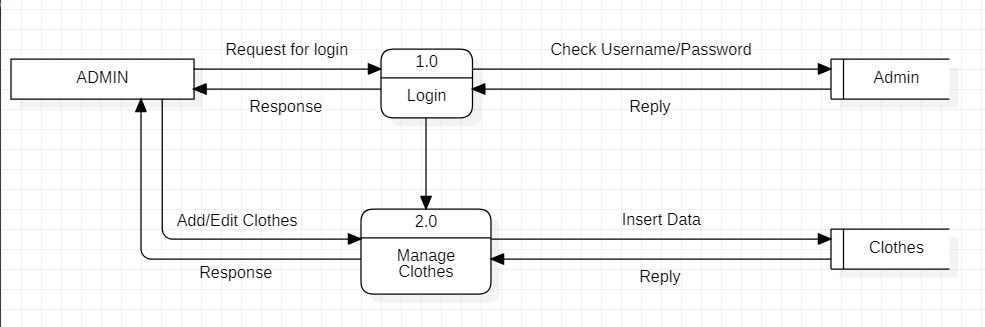 Request for login
Check Username/Password
1.0
ADMIN
Admin
Login
Response
Reply
Add/Edit Clothes
2.0
Insert Data
Clothes
Manage
Clothes
Response
Reply